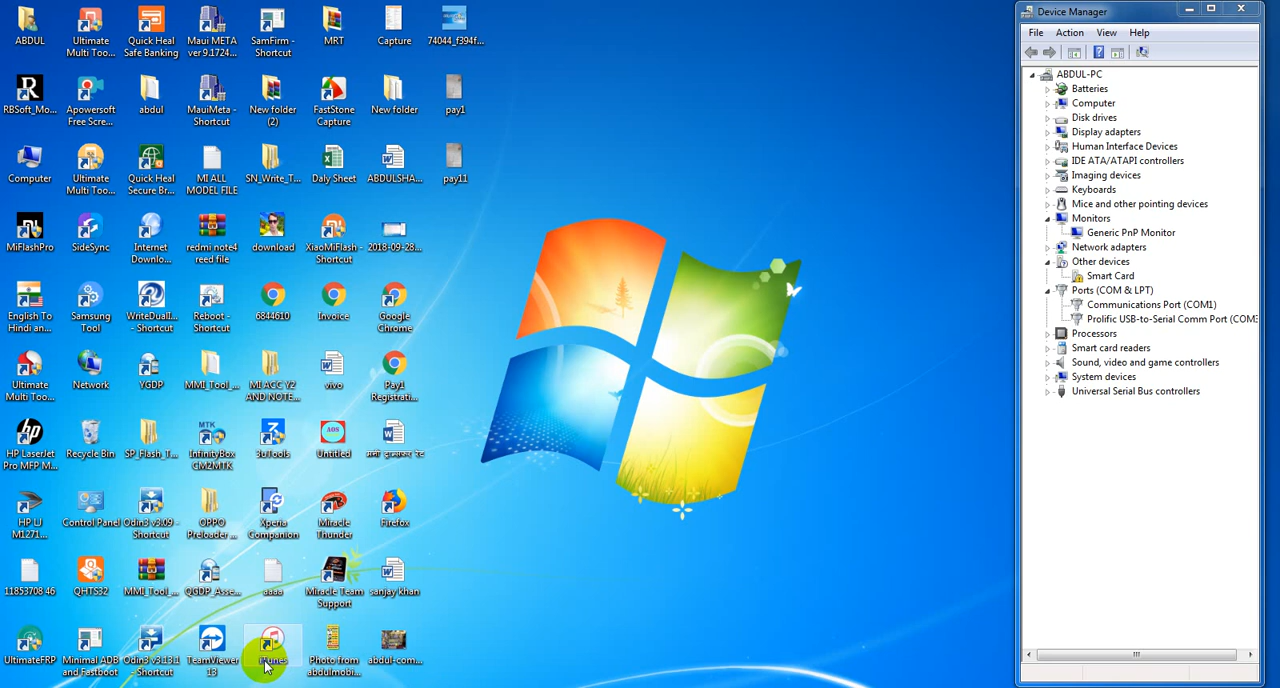 ABDUL
Ultimate
Multi Too...
Quick Heal
Safe Banking
Maui META
ver 9.1724...
SamFirm -
Shortcut
MRT
Capture
74044_f394f...
RBSoft_Mo...
Apowersoft
Free Scre...
abdul
MauiMeta -
Shortcut
New folder
(2)
FastStone
Capture
New folder
pay1
Computer
Ultimate
Multi Too...
Quick Heal
Secure Br...
MI ALL
MODEL FILE
SN_Write_T...
Daly Sheet
ABDULSHA...
pay11
MiFlashPro
SideSync
Internet
Downlo...
redmi note4
reed file
download
XiaoMiFlash -
Shortcut
2018-09-28...
English To
Hindi an...
Samsung
Tool
WriteDualI...
- Shortcut
Reboot -
Shortcut
6844610
Invoice
Google
Chrome
Ultimate
Multi Too...
Network
YGDP
MMI_Tool_...
MI ACC Y2
AND NOTE...
vivo
Pay1
Registrati...
HP LaserJet
Pro MFP M...
Recycle Bin
SP_Flash_T...
MTK
InfinityBox
CM2MTK
3uTools
AOS
Untitled
HP LJ
M1271...
Control Panel
Odin3 v3.09 -
Shortcut
OPPO
Preloader ...
Xperia
Companion
Miracle
Thunder
Firefox
11853708 46
QHTS32
MMI_Tool_...
QGDP_Asse...
aaaa
Miracle Team
Support
sanjay khan
UltimateFRP
Minimal ADB
and Fastboot
Odin3 v3.13.1
- Shortcut
TeamViewer
13
iTunes
Photo from
abdulmobi...
abdul-com...
Device Manager
File Action View Help
ABDUL-PC
Batteries
Computer
Disk drives
Display adapters
Human Interface Devices
IDE ATA/ATAPI controllers
Imaging devices
Keyboards
Mice and other pointing devices
Monitors
Generic PnP Monitor
Network adapters
Other devices
Smart Card
Ports (COM & LPT)
Communications Port (COM1)
Prolific USB-to-Serial Comm Port (COM3
Processors
Smart card readers
Sound, video and game controllers
System devices
Universal Serial Bus controllers